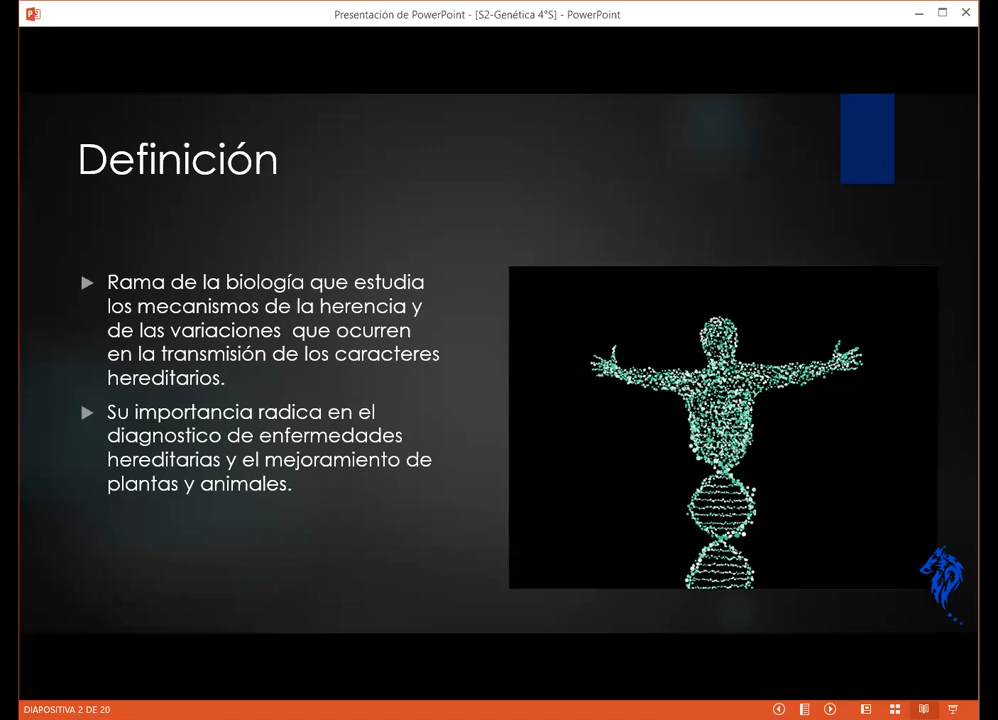 Presentación de PowerPoint - [S2-Genética 4°S] - PowerPoint
Definición
Rama de la biología que estudia
los mecanismos de la herencia y
de las variaciones que ocurren
en la transmisión de los caracteres
hereditarios.
Su importancia radica en el
diagnostico de enfermedades
hereditarias y el mejoramiento de
plantas y animales.
DIAPOSITIVA 2 DE 20